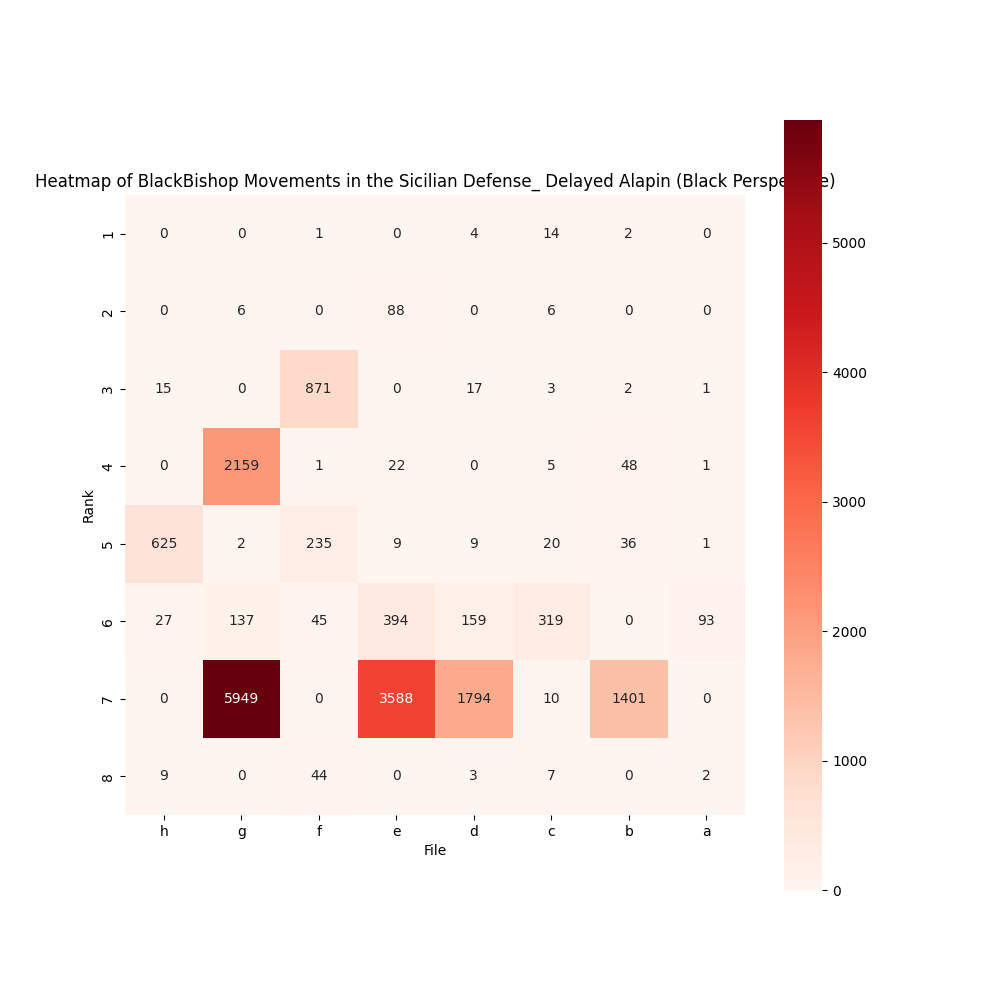 Heatmap of BlackBishop Movements in the Sicilian Defense_ Delayed Alapin (Black Perspe e)
1 0 0 1 0 4 14 2 0
2 0 6 0 88 0 6 0 0
3 15 0 871 0 17 3 2 1
4 0 2159 1 22 0 5 48 1
5 625 2 235 9 9 20 36 1
6 27 137 45 394 159 319 0 93
7 0 5949 0 3588 1794 10 1401 0
8 9 0 44 0 3 7 0 2
h g f e d c b a
File
Rank
5000
4000
3000
2000
1000
0